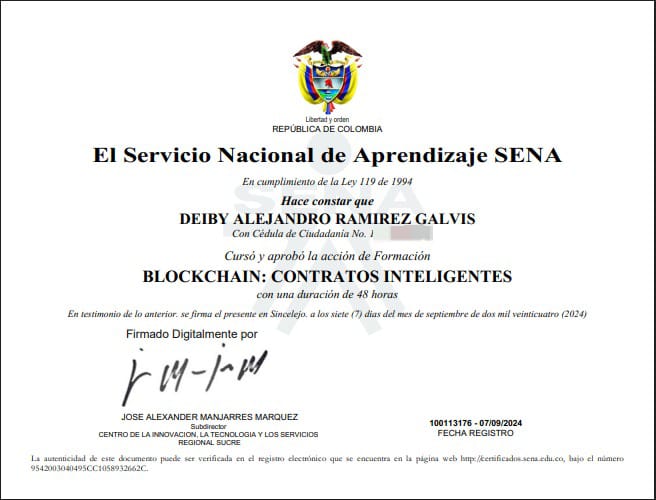 Libertad y orden
REPÚBLICA DE COLOMBIA
El Servicio Nacional de Aprendizaje SENA
En cumplimiento de la Ley 119 de 1994
SENA
Hace constar que
DEIBY ALEJANDRO RAMIREZ GALVIS
Con Cédula de Ciudadanía No. 1
Cursó y aprobó la acción de Formación
BLOCKCHAIN: CONTRATOS INTELIGENTES
con una duración de 48 horas
En testimonio de lo anterior. se firma el presente en Sincelejo. a los siete (7) días del mes de septiembre de dos mil veinticuatro (2024)
Firmado Digitalmente por
JOSE ALEXANDER MANJARRES MARQUEZ
Subdirector
CENTRO DE LA INNOVACION, LA TECNOLOGIA Y LOS SERVICIOS
REGIONAL SUCRE
100113176 - 07/09/2024
FECHA REGISTRO
La autenticidad de este documento puede ser verificada en el registro electrónico que se encuentra en la página web http://certificados.sena.edu.co, bajo el número
9542003040495CC1058932662C.